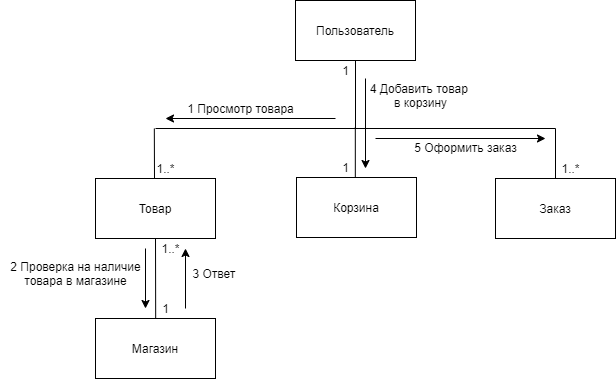 Пользователь
1
4 Добавить товар
в корзину
1 Просмотр товара
5 Оформить заказ
1..*
1
1..*
Товар
Корзина
Заказ
1..*
2 Проверка на наличие
товара в магазине
3 Ответ
1
Магазин